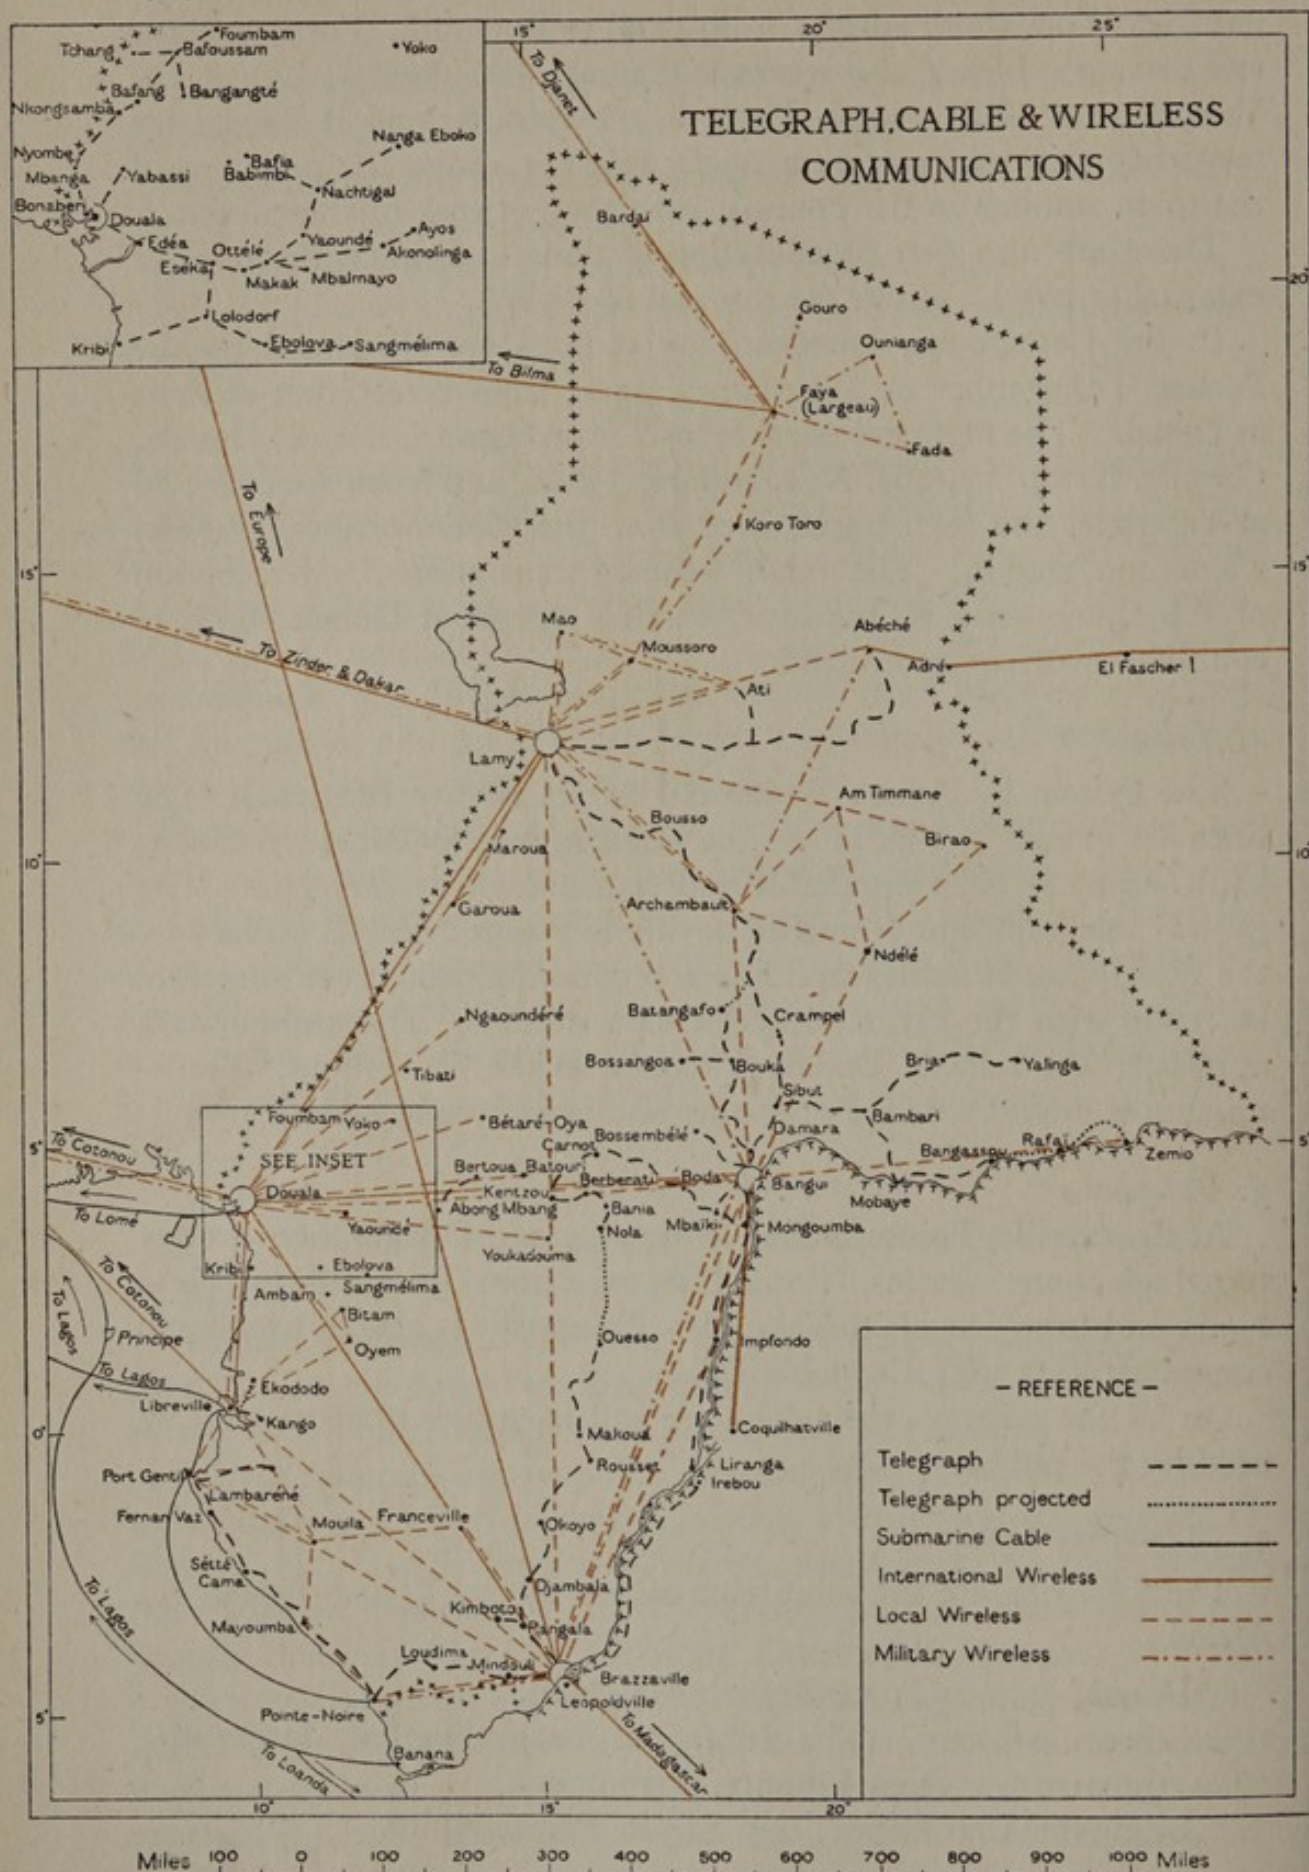 15°
20°
25°
Foumbam
Tchang
Bafoussam
Yoko
Bafang
Bangangté
Nkongsamba
Nyombe
Nanga Eboko
Mbanga
Yabassi
Bafia
Babimbi
Nachtigal
Bonaberi
Douala
Edéa
Ottélé
Yaoundé
Ayos
Akonolinga
Eséka
Makak
Mbalmayo
Lolodorf
Kribi
Ebolova
Sangmélima
To Djanet
TELEGRAPH, CABLE & WIRELESS
COMMUNICATIONS
Bardaï
20°
Gouro
Ounianga
To Bilma
Faya
(Largeau)
Fada
To Europe
Koro Toro
15°
15°
Mao
Moussoro
Abéché
To Zinder & Dakar
Adré
El Fascher
Ati
Lamy
Am Timmane
Bousso
Birao
Maroua
10°
10°
Garoua
Archambaut
Ndélé
Ngaoundéré
Batangafo
Crampel
Tibati
Bossangoa
Bouka
Bria
Yalinga
Sibut
Foumbam
Yoko
Bétaré-Oya
Bambari
5°
To Cotonou
Carnot
Bossembélé
Damara
Rafaï
5°
SEE INSET
Bertoua
Batouri
Bangassou
Zemio
Douala
Kentzou
Berberati
Boda
Bangui
To Lomé
Abong Mbang
Bania
Mobaye
Yaoundé
Nola
Mbaïki
Mongoumba
Youkadouma
Kribi
Ebolova
To Cotonou
Ambam
Sangmélima
To Lagos
Bitam
Principe
Oyem
Ouesso
Impfondo
To Lagos
Ekododo
Libreville
Kango
0°
Makoua
Coquilhatville
Port Gentil
Rousset
Liranga
Irebou
Lambaréné
Fernan Vaz
Mouila
Franceville
Okoyo
Sétté
Cama
Djambala
To Lagos
Kimboto
Mayoumba
Pangala
Loudima
Mindouli
Brazzaville
Leopoldville
5°
Pointe-Noire
To Madagascar
Banana
To Loanda
– REFERENCE –
Telegraph
Telegraph projected
Submarine Cable
International Wireless
Local Wireless
Military Wireless
10°
15°
20°
Miles 100 0 100 200 300 400 500 600 700 800 900 1000 Miles